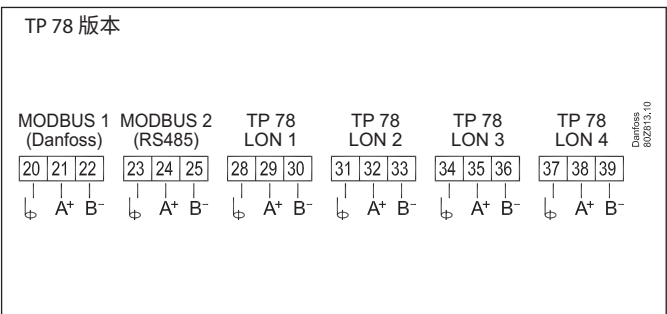 TP 78 版本
Danfoss
80Z813.10
MODBUS 1 MODBUS 2 TP 78 TP 78 TP 78 TP 78
(Danfoss) (RS485) LON 1 LON 2 LON 3 LON 4
20 21 22 23 24 25 28 29 30 31 32 33 34 35 36 37 38 39
A+ B- A+ B- A+ B- A+ B- A+ B- A+ B-